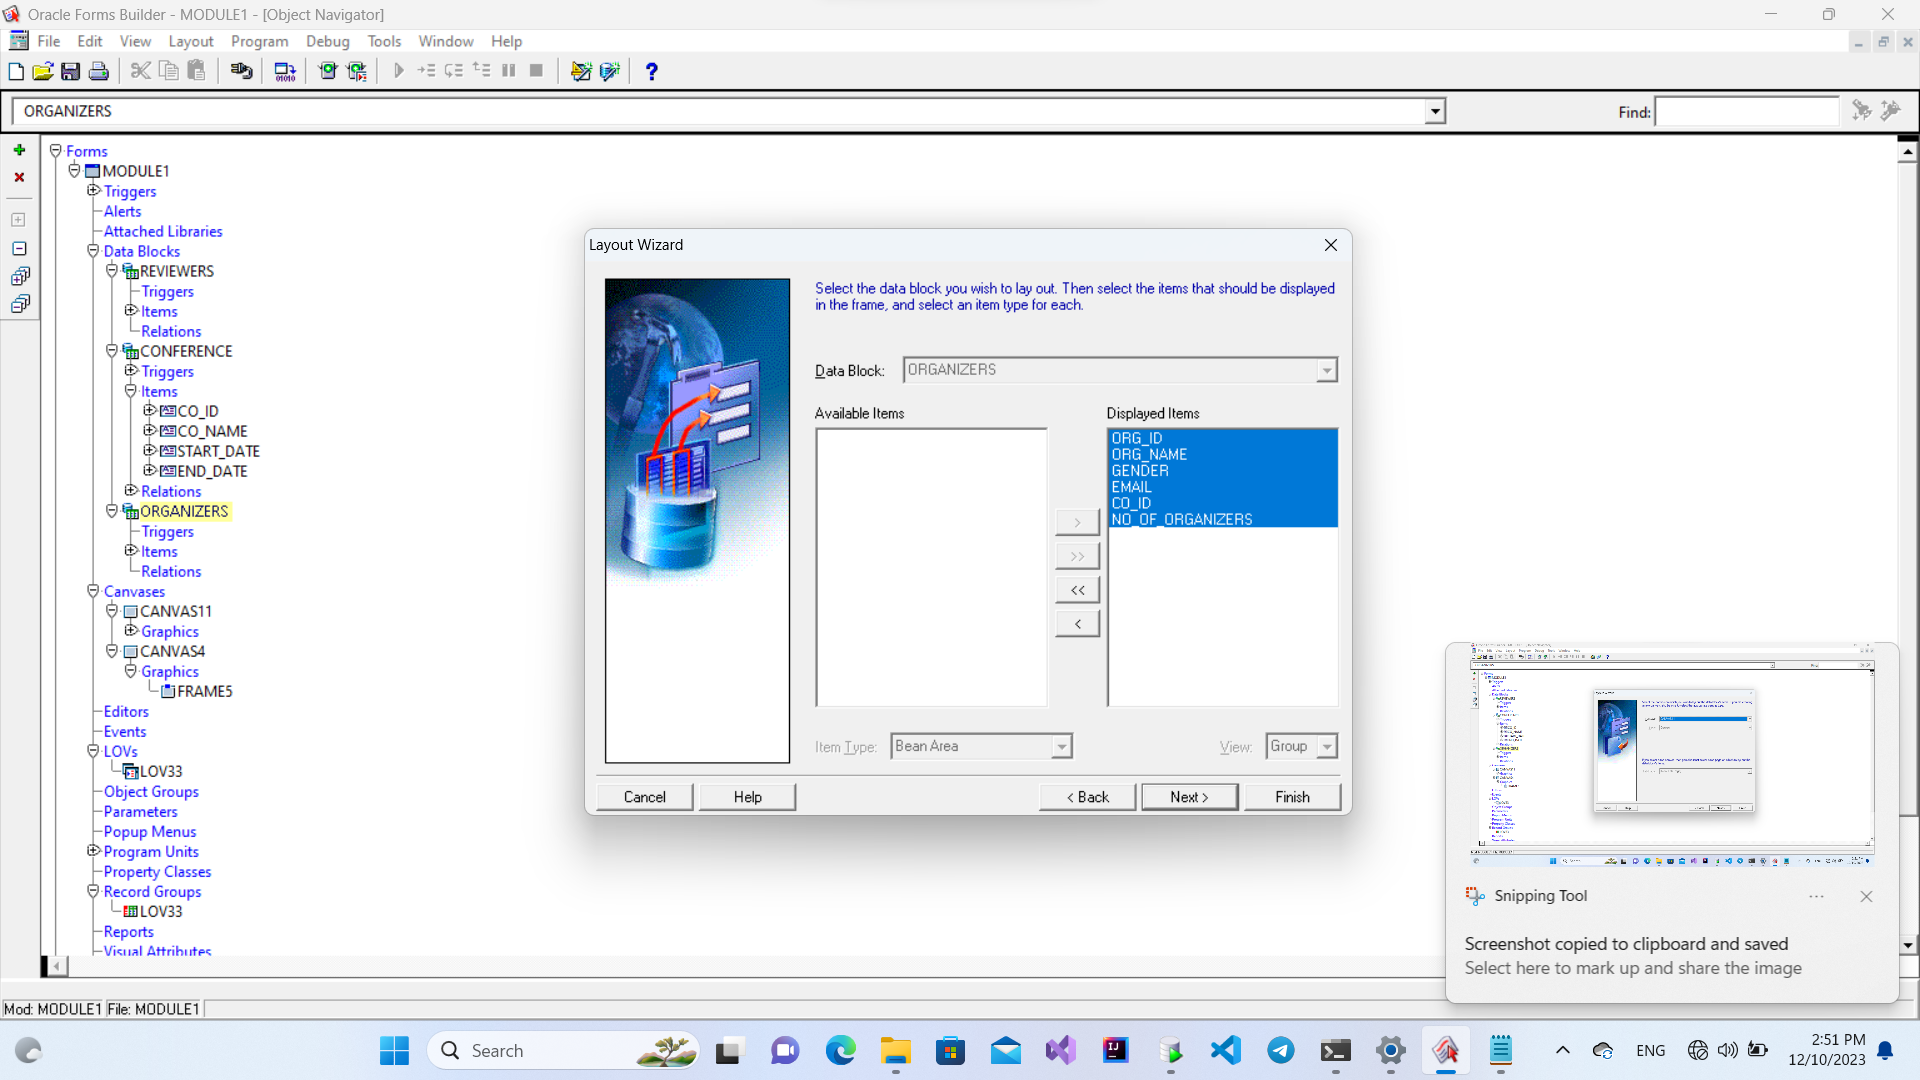 Oracle Forms Builder - MODULE1 - [Object Navigator]
File Edit View Layout Program Debug Tools Window Help
ORGANIZERS
Find:
Forms
MODULE1
Triggers
Alerts
Attached Libraries
Data Blocks
REVIEWERS
Triggers
Items
Relations
CONFERENCE
Triggers
Items
CO_ID
CO_NAME
START_DATE
END_DATE
Relations
ORGANIZERS
Triggers
Items
Relations
Canvases
CANVAS11
Graphics
CANVAS4
Graphics
FRAME5
Editors
Events
LOVs
LOV33
Object Groups
Parameters
Popup Menus
Program Units
Property Classes
Record Groups
LOV33
Reports
Visual Attributes
Layout Wizard
Select the data block you wish to lay out. Then select the items that should be displayed
in the frame, and select an item type for each.
Data Block: ORGANIZERS
Available Items
Displayed Items
ORG_ID
ORG_NAME
GENDER
EMAIL
CO_ID
NO_OF_ORGANIZERS
>
>>
<<
<
Item Type: Bean Area
View: Group
Cancel Help < Back Next > Finish
Snipping Tool
Screenshot copied to clipboard and saved
Select here to mark up and share the image
Mod: MODULE1 File: MODULE1
Search
ENG
2:51 PM
12/10/2023